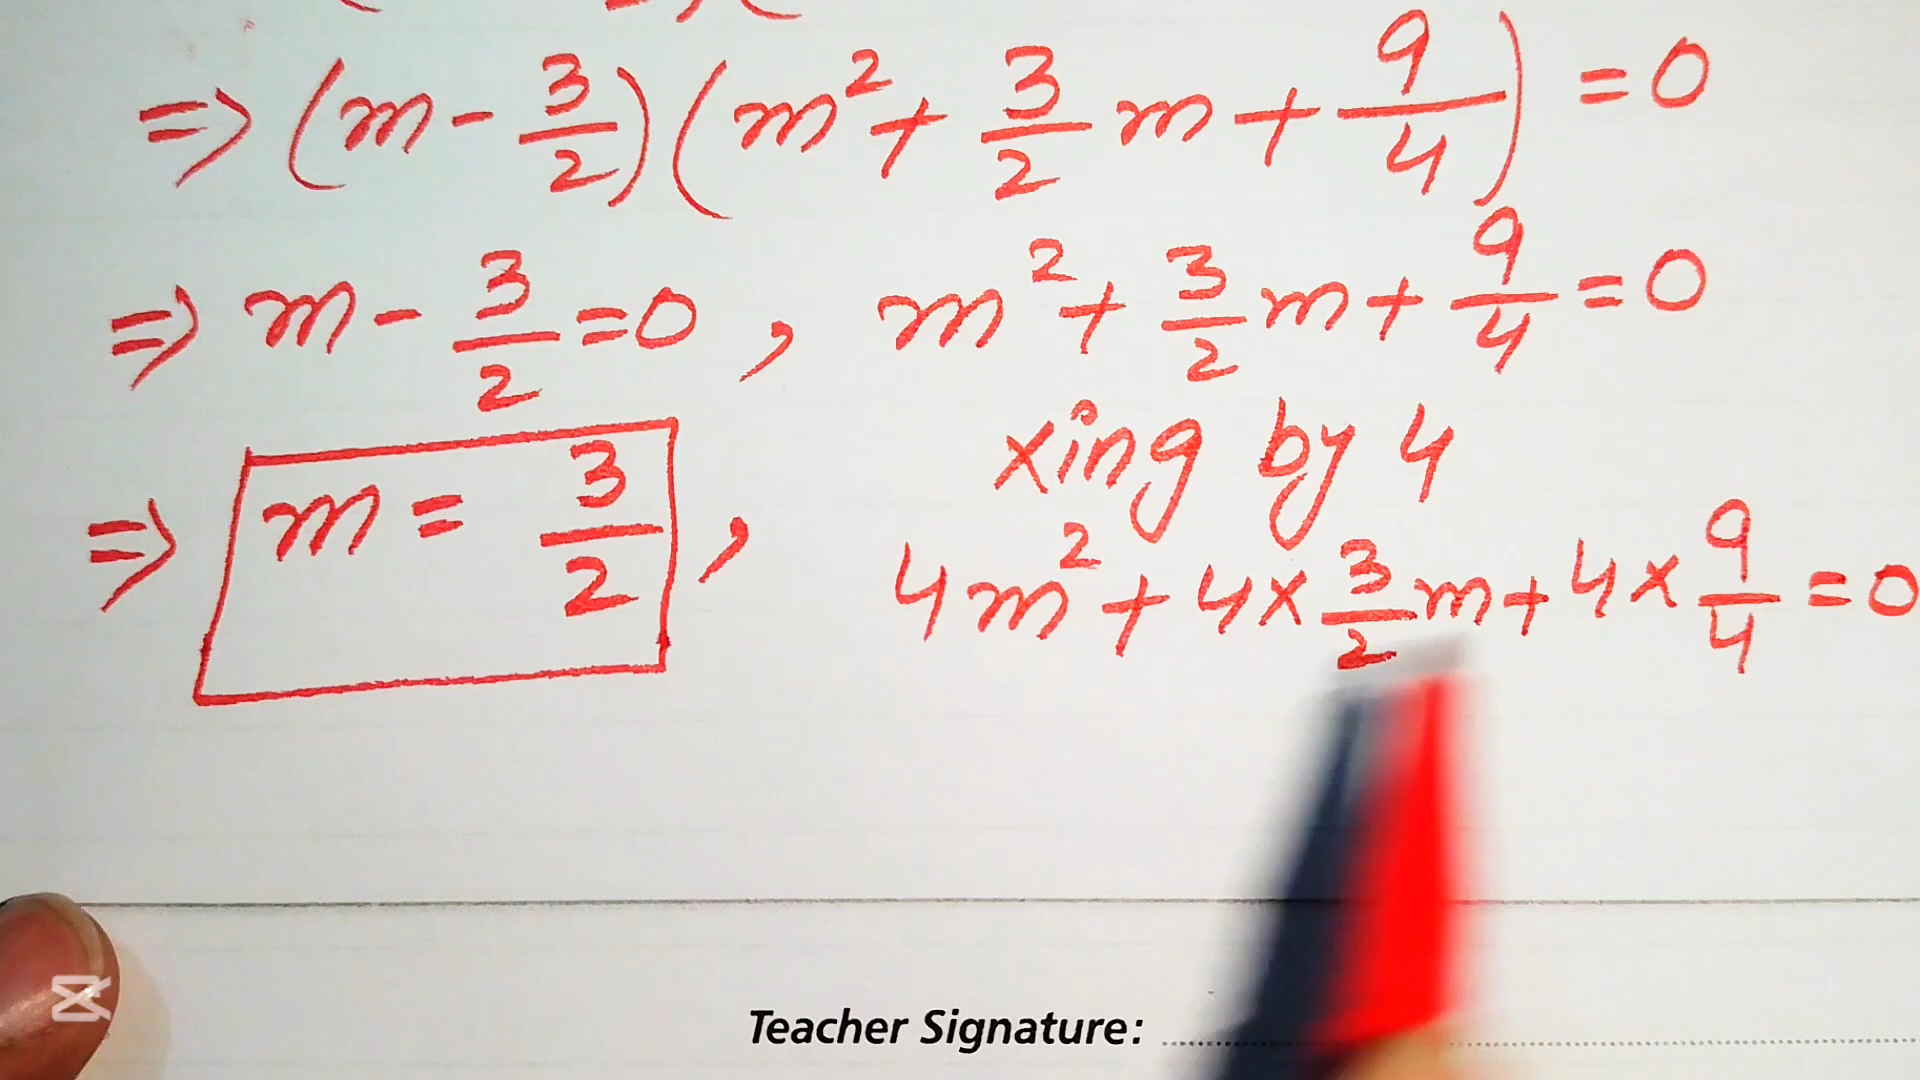 ⇒ (m - 3/2)(m² + 3/2 m + 9/4) = 0
⇒ m - 3/2 = 0 , m² + 3/2 m + 9/4 = 0
xing by 4
⇒ m = 3/2 , 4m² + 4 × 3/2 m + 4 × 9/4 = 0
Teacher Signature: